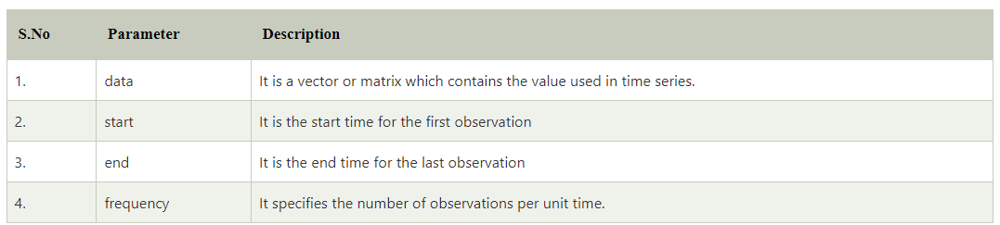 S.No Parameter Description
1. data It is a vector or matrix which contains the value used in time series.
2. start It is the start time for the first observation
3. end It is the end time for the last observation
4. frequency It specifies the number of observations per unit time.